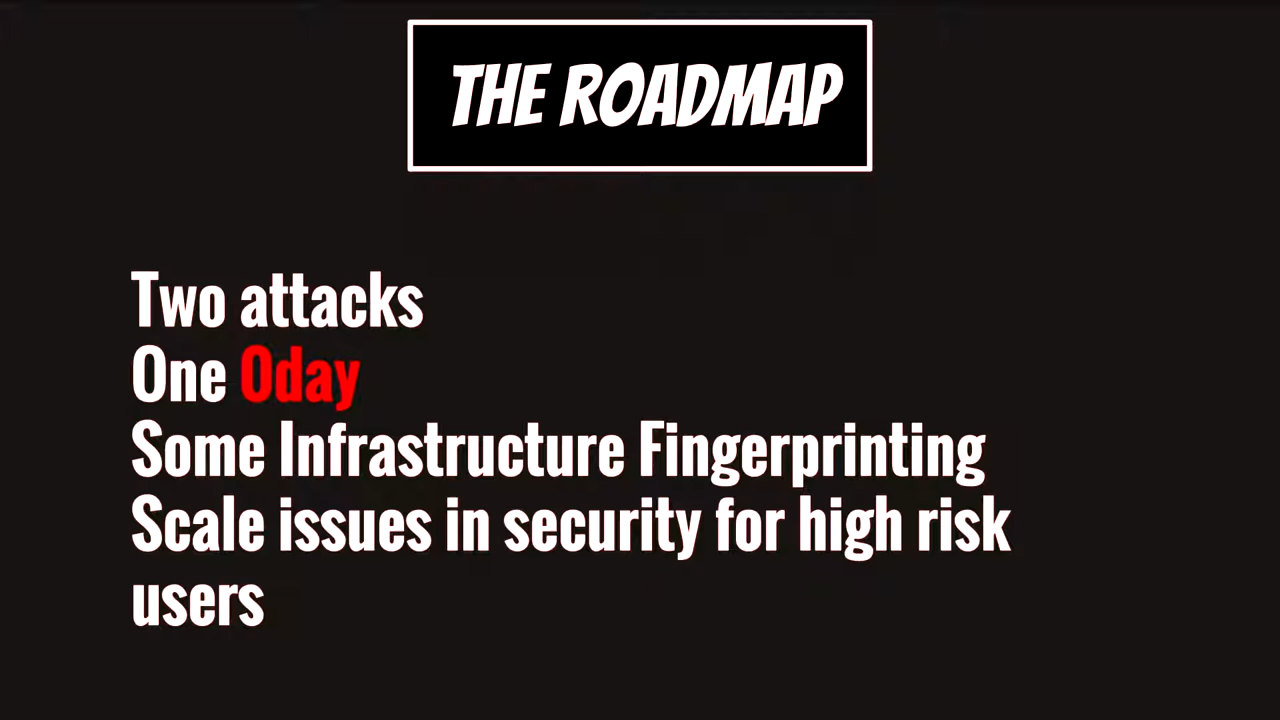 THE ROADMAP
Two attacks
One 0day
Some Infrastructure Fingerprinting
Scale issues in security for high risk
users